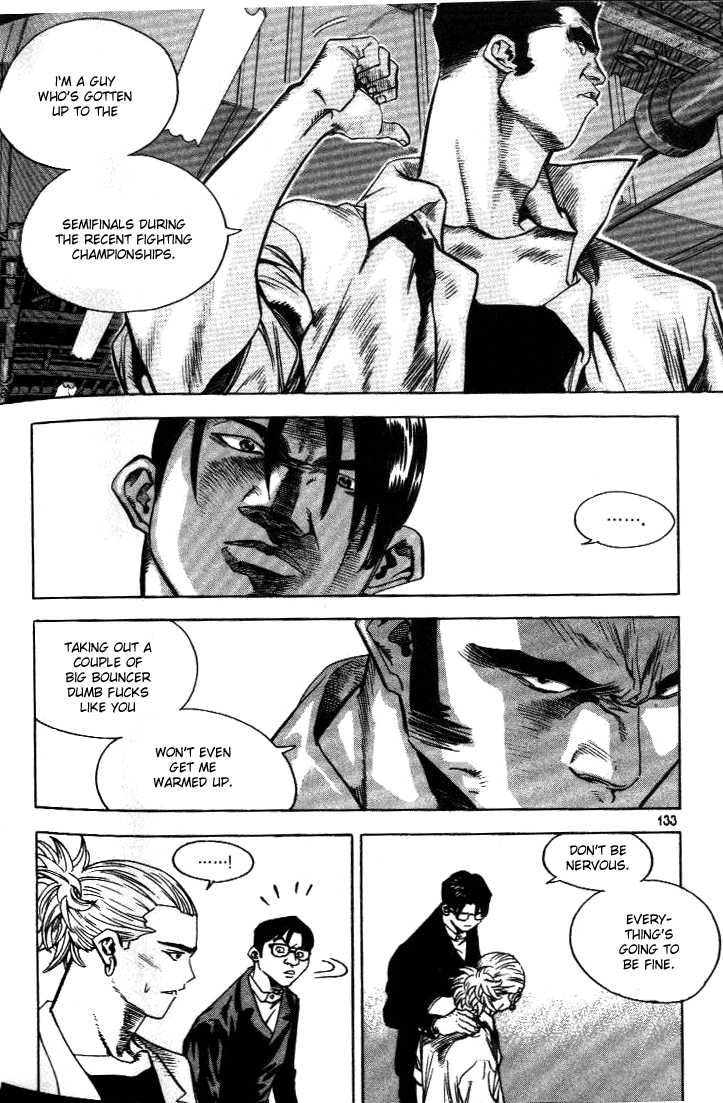 I'M A GUY
WHO'S GOTTEN
UP TO THE
SEMIFINALS DURING
THE RECENT FIGHTING
CHAMPIONSHIPS.
.......
TAKING OUT A
COUPLE OF
BIG BOUNCER
DUMB FUCKS
LIKE YOU
WON'T EVEN
GET ME
WARMED UP.
133
......!
DON'T BE
NERVOUS.
EVERY-
THING'S
GOING TO
BE FINE.